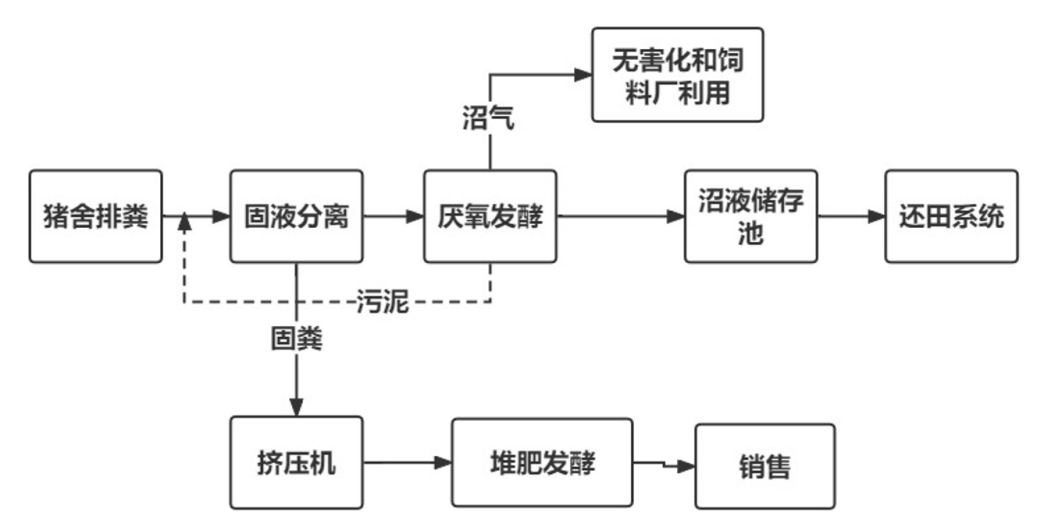 无害化和饲
料厂利用
沼气
猪舍排粪
固液分离
厌氧发酵
沼液储存
池
还田系统
污泥
固粪
挤压机
堆肥发酵
销售